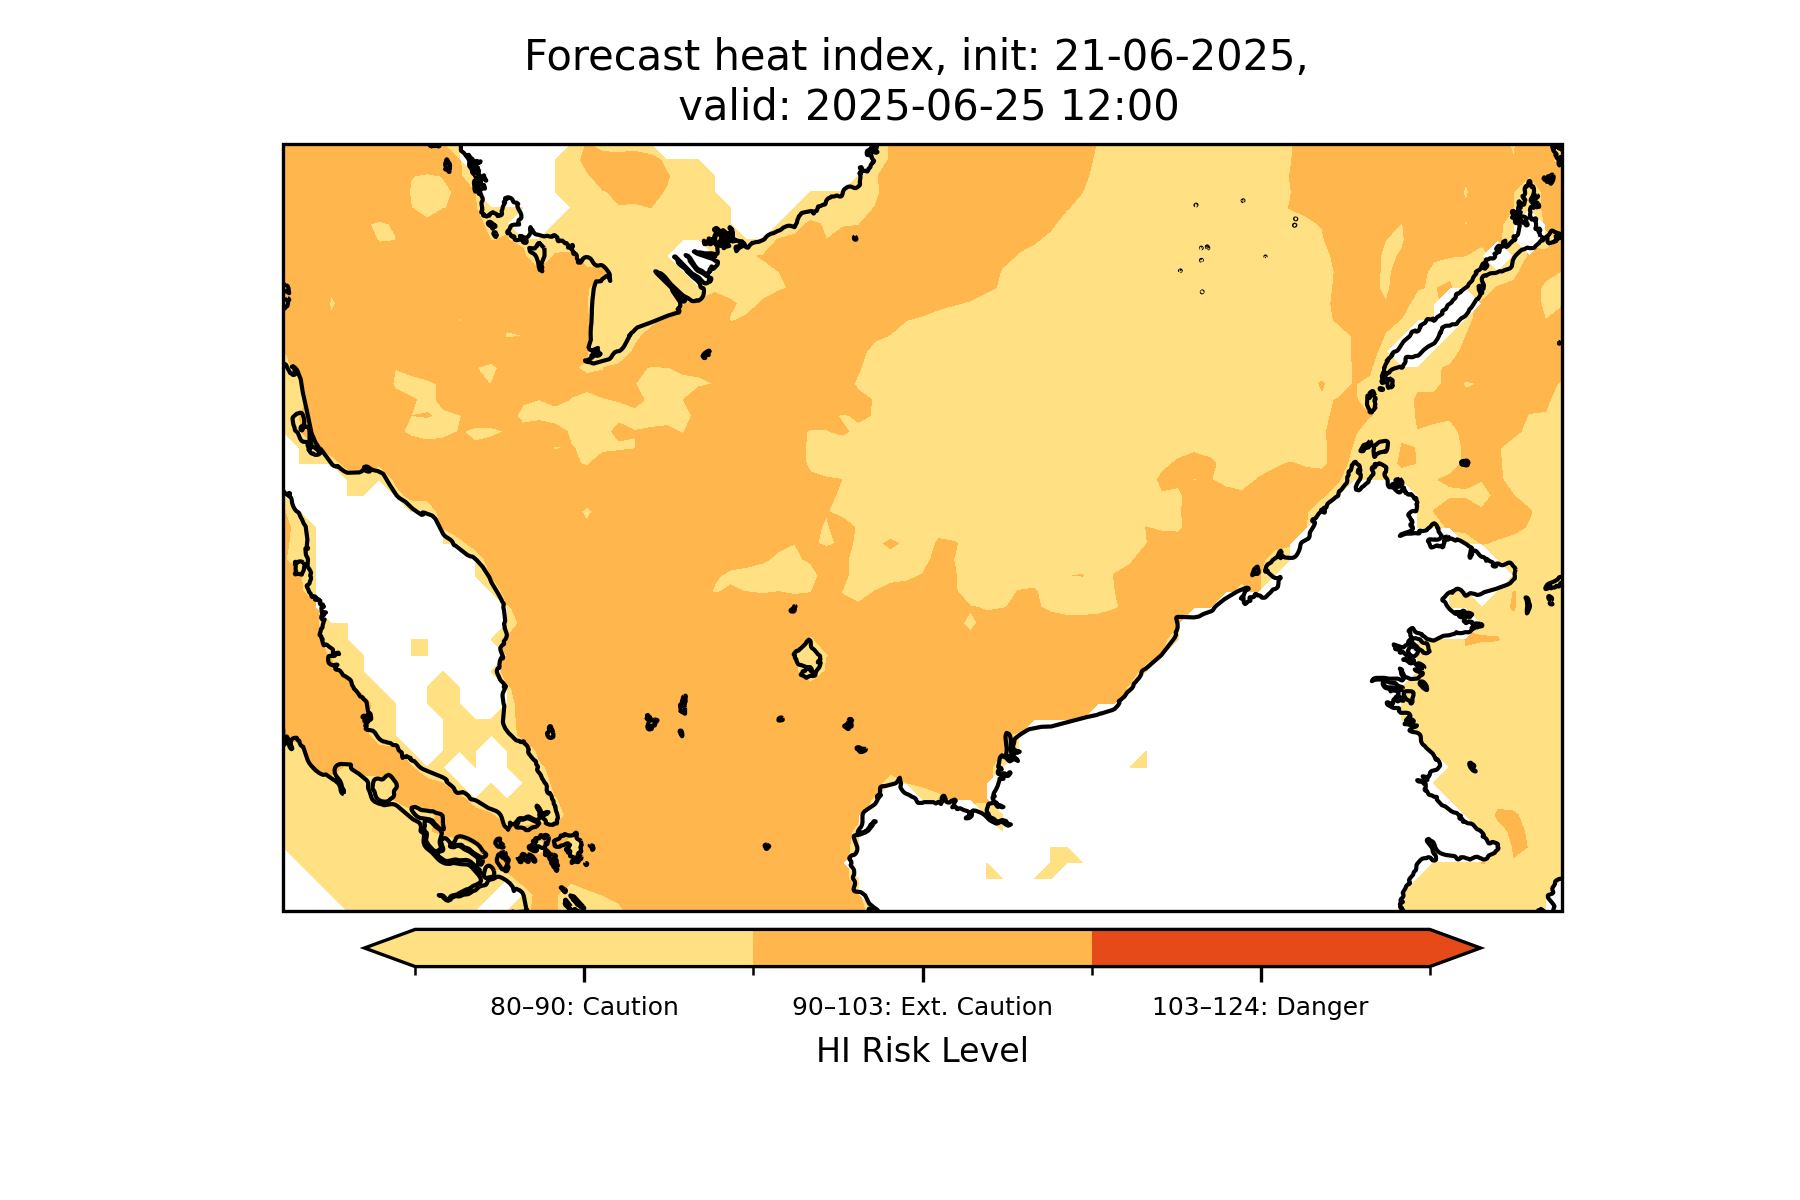 Forecast heat index, init: 21-06-2025,
valid: 2025-06-25 12:00
80–90: Caution
90–103: Ext. Caution
103–124: Danger
HI Risk Level